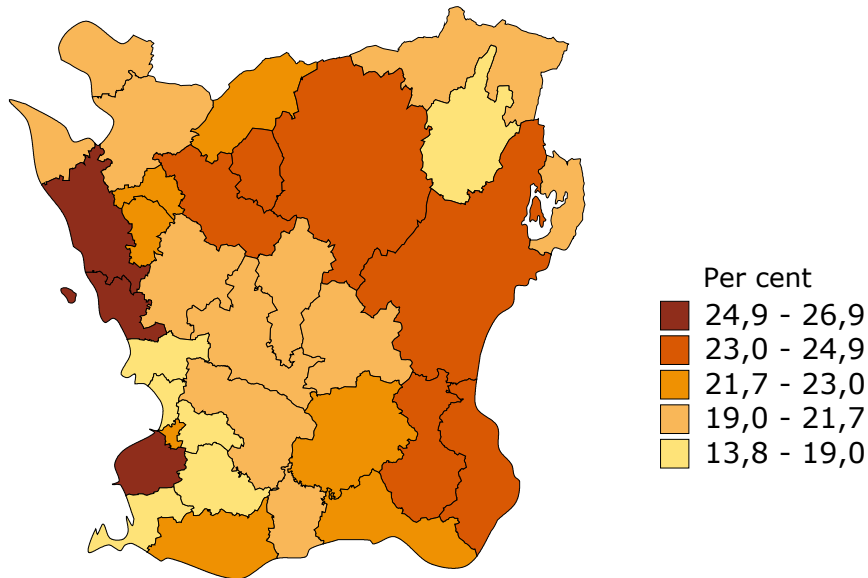 Per cent
24,9 - 26,9
23,0 - 24,9
21,7 - 23,0
19,0 - 21,7
13,8 - 19,0